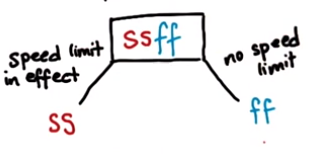 ssff
speed limit
in effect
no speed
limit
ss
ff